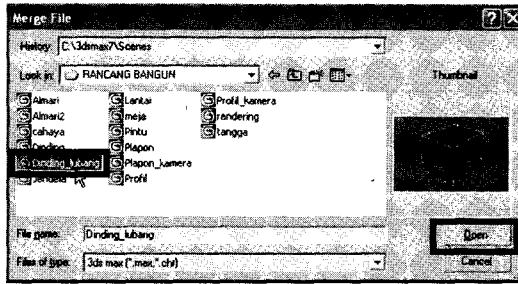 Merge File
History: C:\3dsmax7\Scenes
Look in: RANCANG BANGUN
Thumbnail
Almari
Almari2
cahaya
Dinding
Dinding_lubang
Jendela
Lantai
meja
Pintu
Plapon
Plapon_kamera
Profil
Profil_kamera
randering
tangga
File name: Dinding_lubang
Open
Files of type: 3ds max (*.max,*.chr)
Cancel